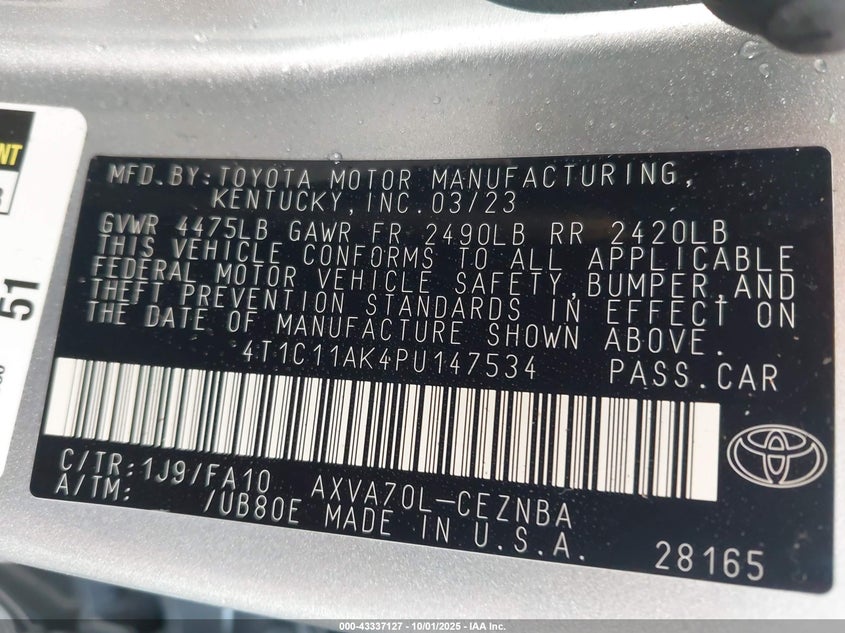 NT
R
51
MFD.BY:TOYOTA MOTOR MANUFACTURING,
KENTUCKY,INC.03/23
GVWR 4475LB GAWR FR 2490LB RR 2420LB
THIS VEHICLE CONFORMS TO ALL APPLICABLE
FEDERAL MOTOR VEHICLE SAFETY,BUMPER,AND
THEFT PREVENTION STANDARDS IN EFFECT ON
THE DATE OF MANUFACTURE SHOWN ABOVE.
4T1C11AK4PU147534 PASS.CAR
C/TR:1J9/FA10 AXVA70L-CEZNBA
A/TM: /UB80E MADE IN U.S.A.
28165
000-43337127 - 10/01/2025 - IAA Inc.